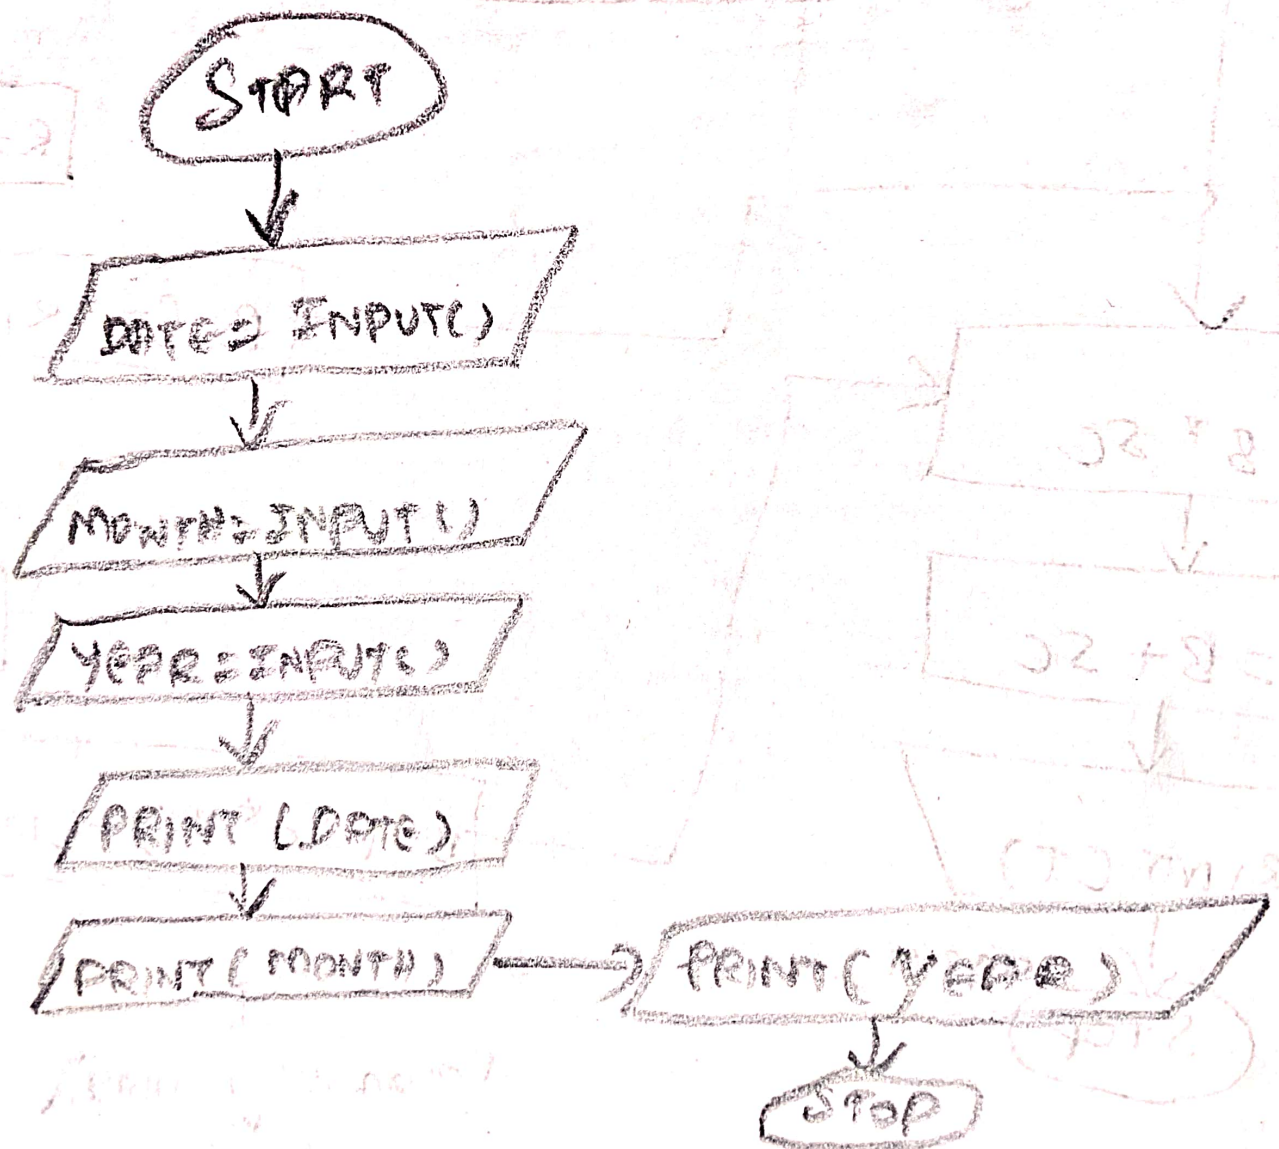 START
DATE = INPUT()
MONTH = INPUT()
YEAR = INPUT()
PRINT (DATE)
PRINT (MONTH)
PRINT (YEAR)
STOP